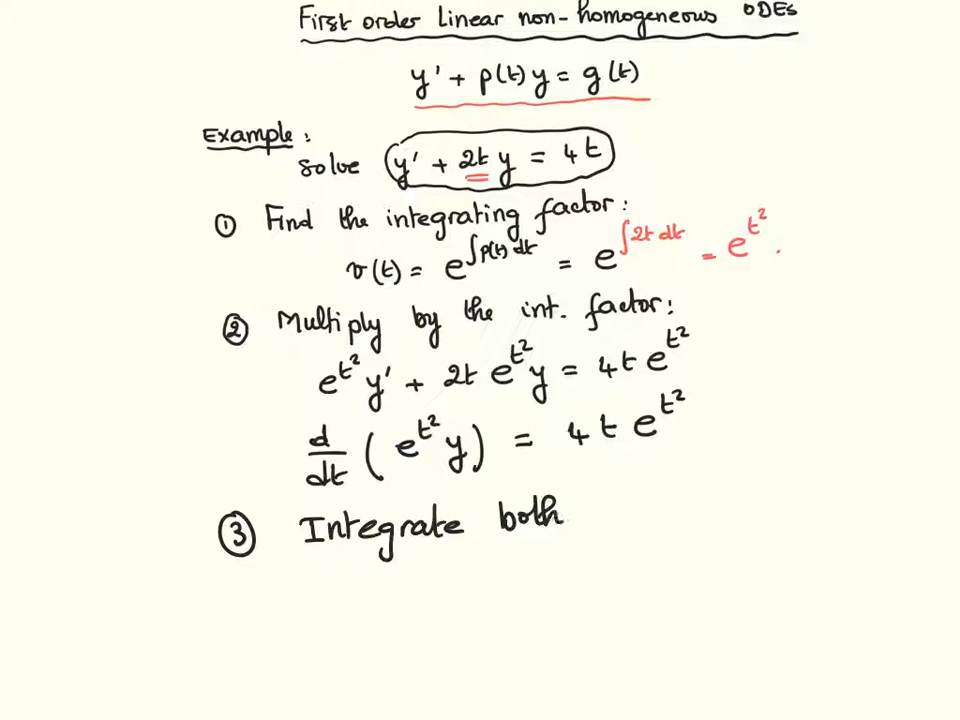 First order Linear non-homogeneous ODEs
y' + p(t) y = g(t)
Example:
solve y' + 2t y = 4t
① Find the integrating factor:
v(t) = e^∫p(t) dt = e^∫2t dt = e^t².
② Multiply by the int. factor:
e^t² y' + 2t e^t² y = 4t e^t²
d/dt (e^t² y) = 4t e^t²
③ Integrate both